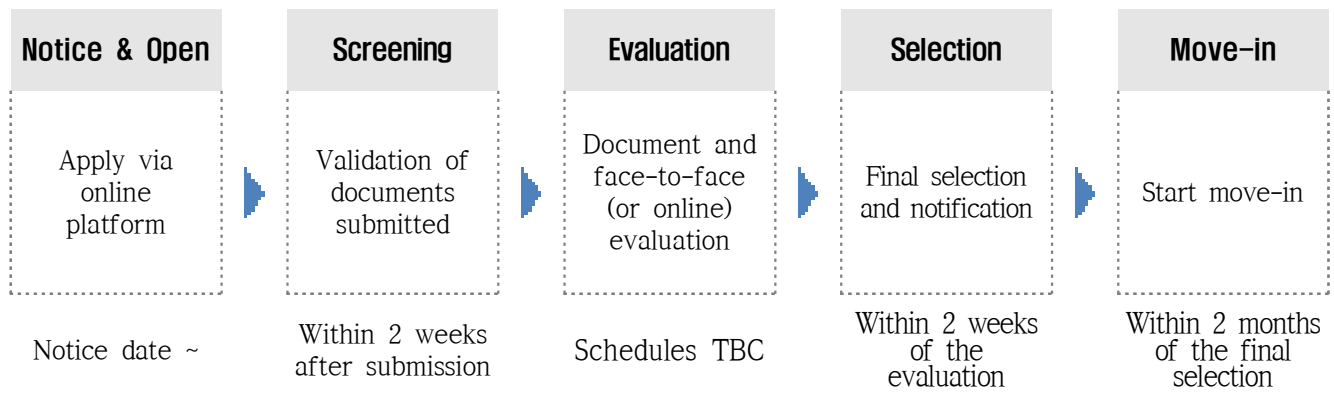 Notice & Open
Screening
Evaluation
Selection
Move-in
Apply via
online
platform
Validation of
documents
submitted
Document and
face-to-face
(or online)
evaluation
Final selection
and notification
Start move-in
Notice date ~
Within 2 weeks
after submission
Schedules TBC
Within 2 weeks
of the
evaluation
Within 2 months
of the final
selection